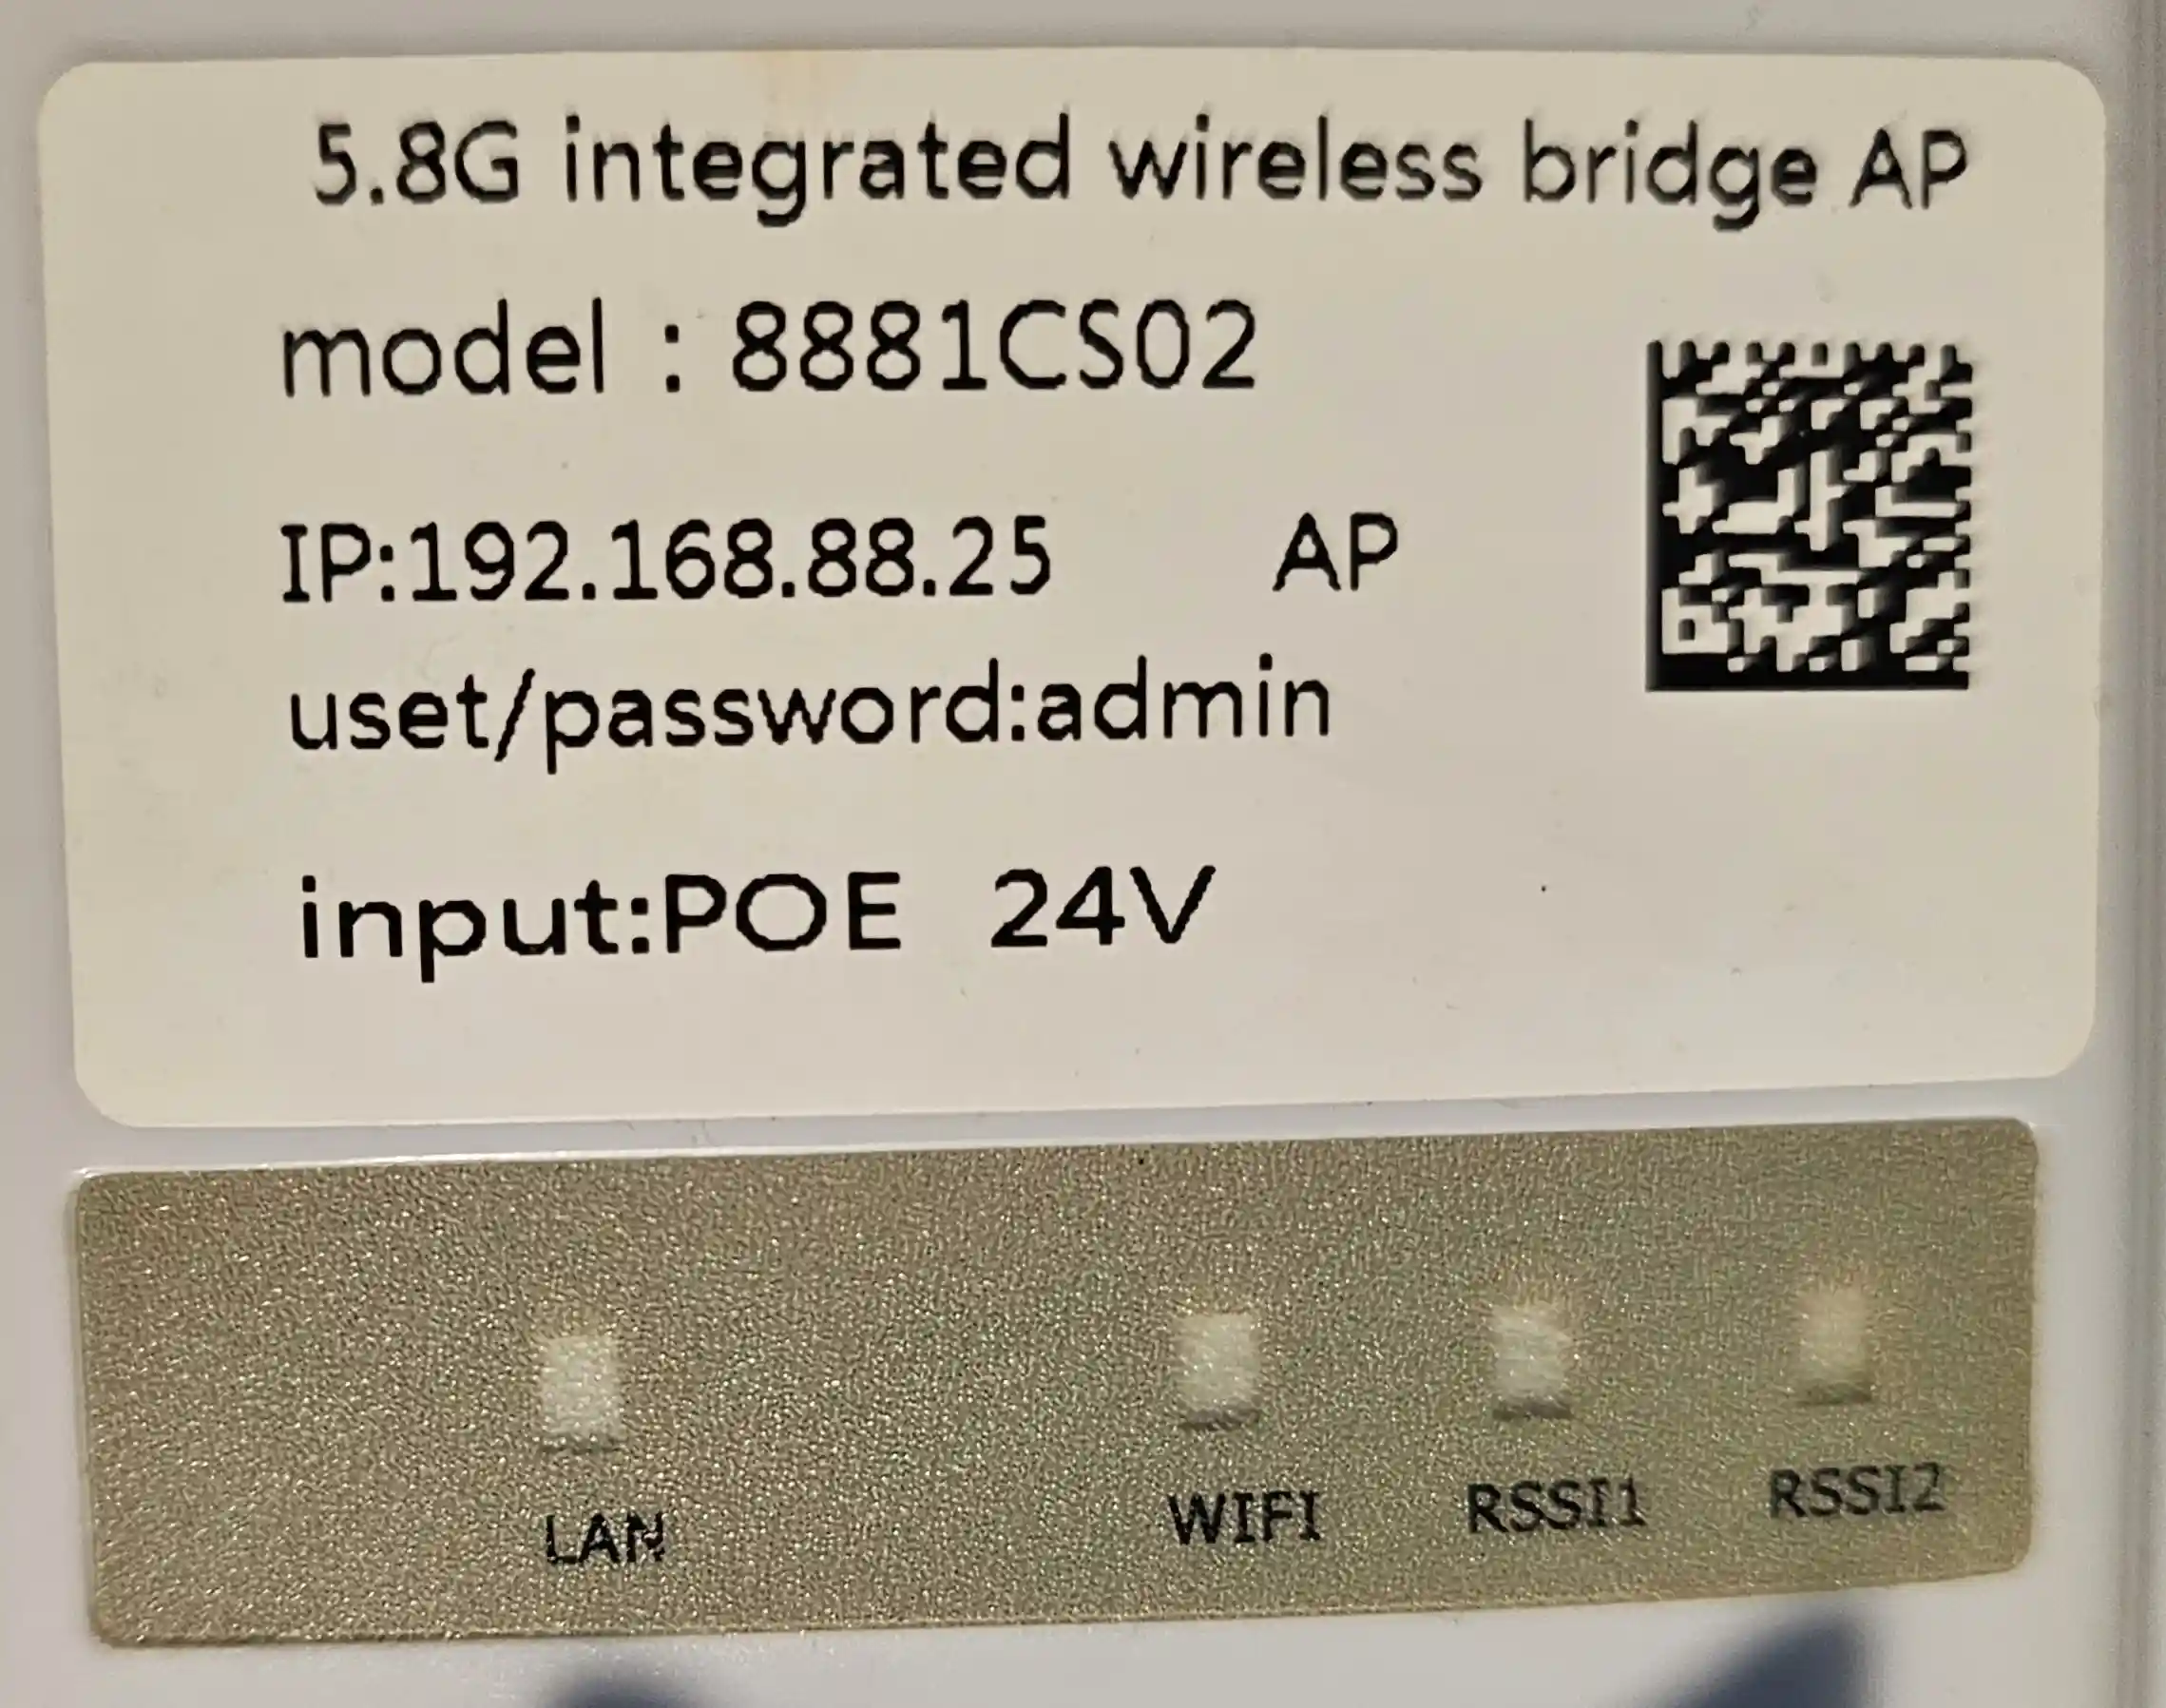 5.8G integrated wireless bridge AP
model : 8881CS02
IP:192.168.88.25 AP
uset/password:admin
input:POE 24V
LAN WIFI RSSI1 RSSI2